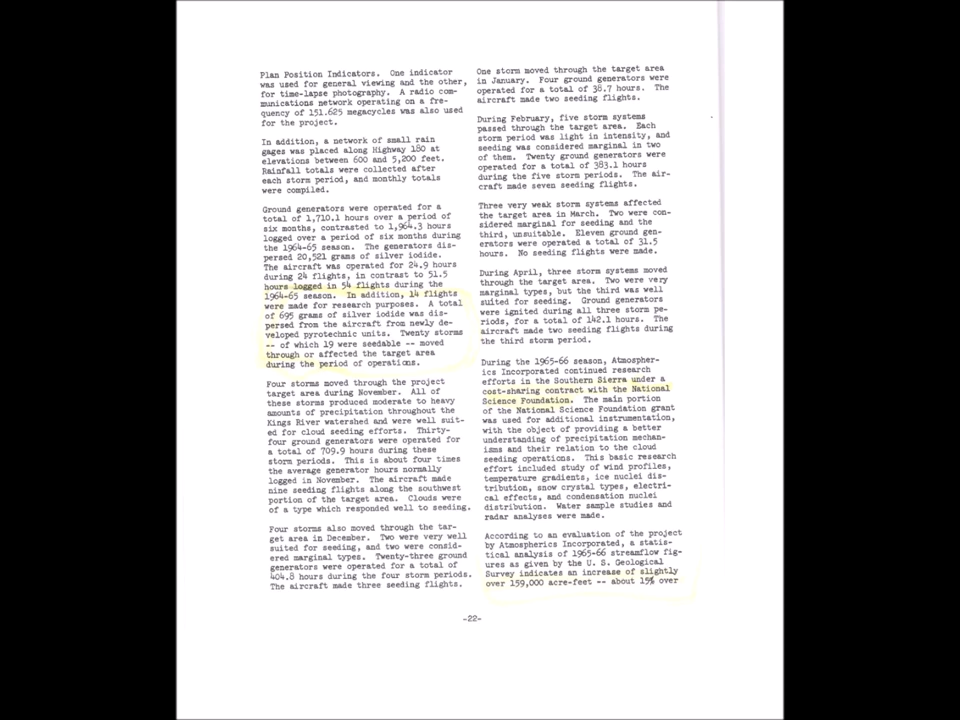 Plan Position Indicators. One indicator
was used for general viewing and the other,
for time-lapse photography. A radio com-
munications network operating on a fre-
quency of 151.625 megacycles was also used
for the project.
In addition, a network of small rain
gages was placed along Highway 180 at
elevations between 600 and 5,200 feet.
Rainfall totals were collected after
each storm period, and monthly totals
were compiled.
Ground generators were operated for a
total of 1,710.1 hours over a period of
six months, contrasted to 1,964.3 hours
logged over a period of six months during
the 1964-65 season. The generators dis-
persed 20,521 grams of silver iodide.
The aircraft was operated for 24.9 hours
during 24 flights, in contrast to 51.5
hours logged in 54 flights during the
1964-65 season. In addition, 14 flights
were made for research purposes. A total
of 695 grams of silver iodide was dis-
persed from the aircraft from newly de-
veloped pyrotechnic units. Twenty storms
-- of which 19 were seedable -- moved
through or affected the target area
during the period of operations.
Four storms moved through the project
target area during November. All of
these storms produced moderate to heavy
amounts of precipitation throughout the
Kings River watershed and were well suit-
ed for cloud seeding efforts. Thirty-
four ground generators were operated for
a total of 709.9 hours during these
storm periods. This is about four times
the average generator hours normally
logged in November. The aircraft made
nine seeding flights along the southwest
portion of the target area. Clouds were
of a type which responded well to seeding.
Four storms also moved through the tar-
get area in December. Two were very well
suited for seeding, and two were consid-
ered marginal types. Twenty-three ground
generators were operated for a total of
404.8 hours during the four storm periods.
The aircraft made three seeding flights.
One storm moved through the target area
in January. Four ground generators were
operated for a total of 38.7 hours. The
aircraft made two seeding flights.
During February, five storm systems
passed through the target area. Each
storm period was light in intensity, and
seeding was considered marginal in two
of them. Twenty ground generators were
operated for a total of 383.1 hours
during the five storm periods. The air-
craft made seven seeding flights.
Three very weak storm systems affected
the target area in March. Two were con-
sidered marginal for seeding and the
third, unsuitable. Eleven ground gen-
erators were operated a total of 31.5
hours. No seeding flights were made.
During April, three storm systems moved
through the target area. Two were very
marginal types, but the third was well
suited for seeding. Ground generators
were ignited during all three storm pe-
riods, for a total of 142.1 hours. The
aircraft made two seeding flights during
the third storm period.
During the 1965-66 season, Atmospher-
ics Incorporated continued research
efforts in the Southern Sierra under a
cost-sharing contract with the National
Science Foundation. The main portion
of the National Science Foundation grant
was used for additional instrumentation,
with the object of providing a better
understanding of precipitation mechan-
isms and their relation to the cloud
seeding operations. This basic research
effort included study of wind profiles,
temperature gradients, ice nuclei dis-
tribution, snow crystal types, electri-
cal effects, and condensation nuclei
distribution. Water sample studies and
radar analyses were made.
According to an evaluation of the project
by Atmospherics Incorporated, a statis-
tical analysis of 1965-66 streamflow fig-
ures as given by the U. S. Geological
Survey indicates an increase of slightly
over 159,000 acre-feet -- about 15% over
-22-